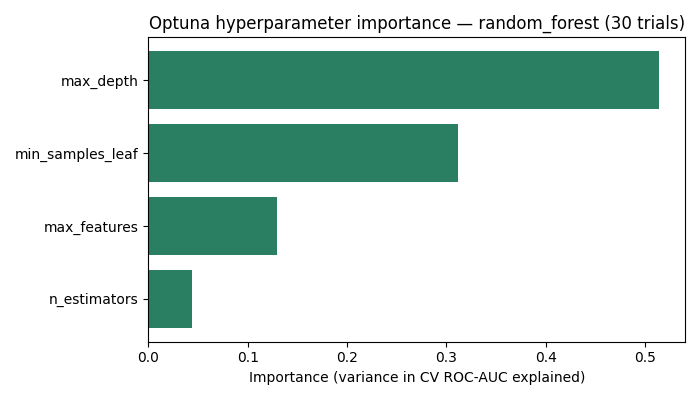 Optuna hyperparameter importance — random_forest (30 trials)
max_depth
min_samples_leaf
max_features
n_estimators
0.0 0.1 0.2 0.3 0.4 0.5
Importance (variance in CV ROC-AUC explained)